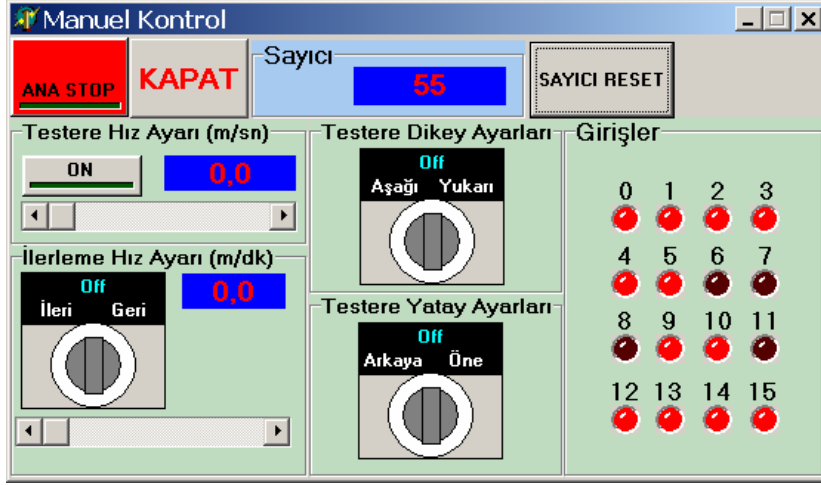 Manuel Kontrol
ANA STOP
KAPAT
Sayıcı
55
SAYICI RESET
Testere Hız Ayarı (m/sn)
ON
0,0
İlerleme Hız Ayarı (m/dk)
Off
İleri Geri
0,0
Testere Dikey Ayarları
Off
Aşağı Yukarı
Testere Yatay Ayarları
Off
Arkaya Öne
Girişler
0 1 2 3
4 5 6 7
8 9 10 11
12 13 14 15